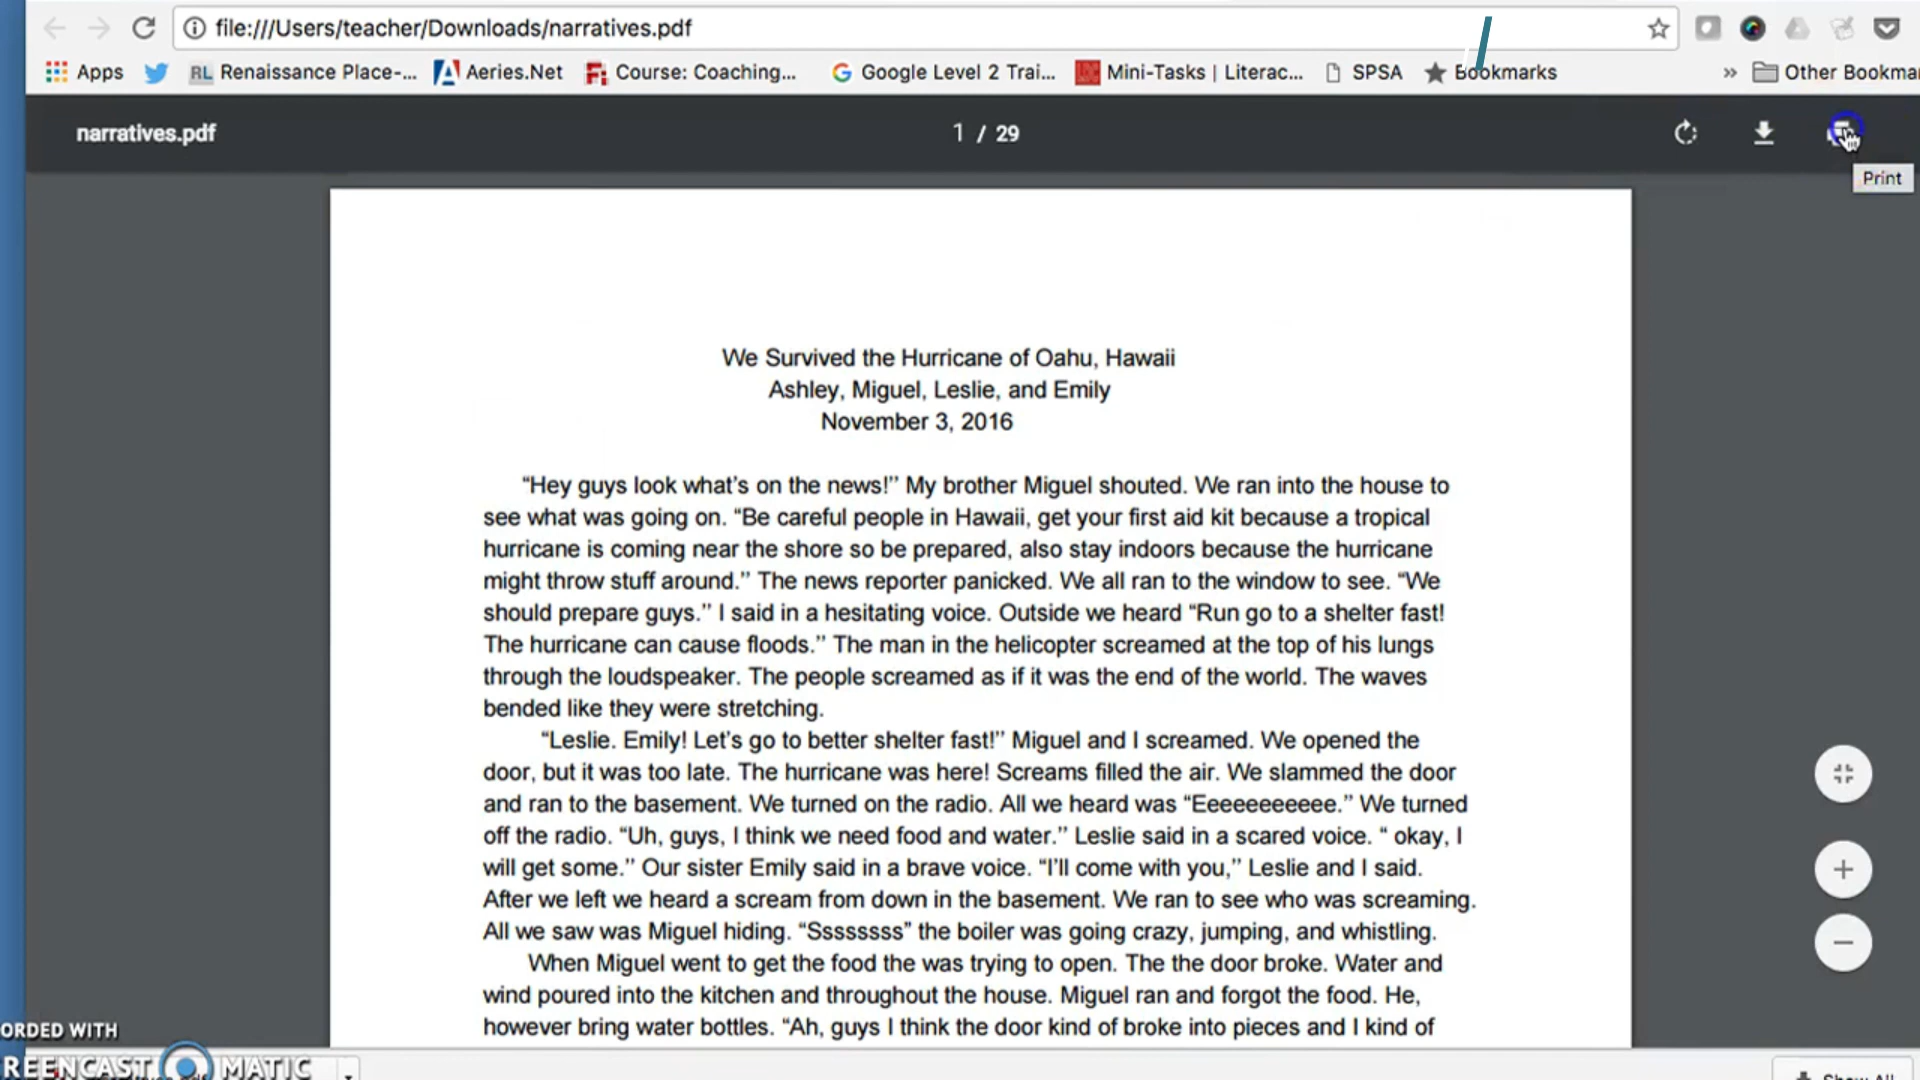 file:///Users/teacher/Downloads/narratives.pdf
Apps RL Renaissance Place-... Aeries.Net Course: Coaching... Google Level 2 Trai... Mini-Tasks | Literac... SPSA Bookmarks » Other Bookma
narratives.pdf 1 / 29
Print
We Survived the Hurricane of Oahu, Hawaii
Ashley, Miguel, Leslie, and Emily
November 3, 2016
“Hey guys look what’s on the news!’’ My brother Miguel shouted. We ran into the house to
see what was going on. “Be careful people in Hawaii, get your first aid kit because a tropical
hurricane is coming near the shore so be prepared, also stay indoors because the hurricane
might throw stuff around.’’ The news reporter panicked. We all ran to the window to see. “We
should prepare guys.’’ I said in a hesitating voice. Outside we heard “Run go to a shelter fast!
The hurricane can cause floods.’’ The man in the helicopter screamed at the top of his lungs
through the loudspeaker. The people screamed as if it was the end of the world. The waves
bended like they were stretching.
“Leslie. Emily! Let’s go to better shelter fast!’’ Miguel and I screamed. We opened the
door, but it was too late. The hurricane was here! Screams filled the air. We slammed the door
and ran to the basement. We turned on the radio. All we heard was “Eeeeeeeeeee.’’ We turned
off the radio. “Uh, guys, I think we need food and water.’’ Leslie said in a scared voice. “ okay, I
will get some.’’ Our sister Emily said in a brave voice. “I’ll come with you,’’ Leslie and I said.
After we left we heard a scream from down in the basement. We ran to see who was screaming.
All we saw was Miguel hiding. “Ssssssss” the boiler was going crazy, jumping, and whistling.
When Miguel went to get the food the was trying to open. The the door broke. Water and
wind poured into the kitchen and throughout the house. Miguel ran and forgot the food. He,
however bring water bottles. “Ah, guys I think the door kind of broke into pieces and I kind of
ORDED WITH
REENCAST MATIC
Show All